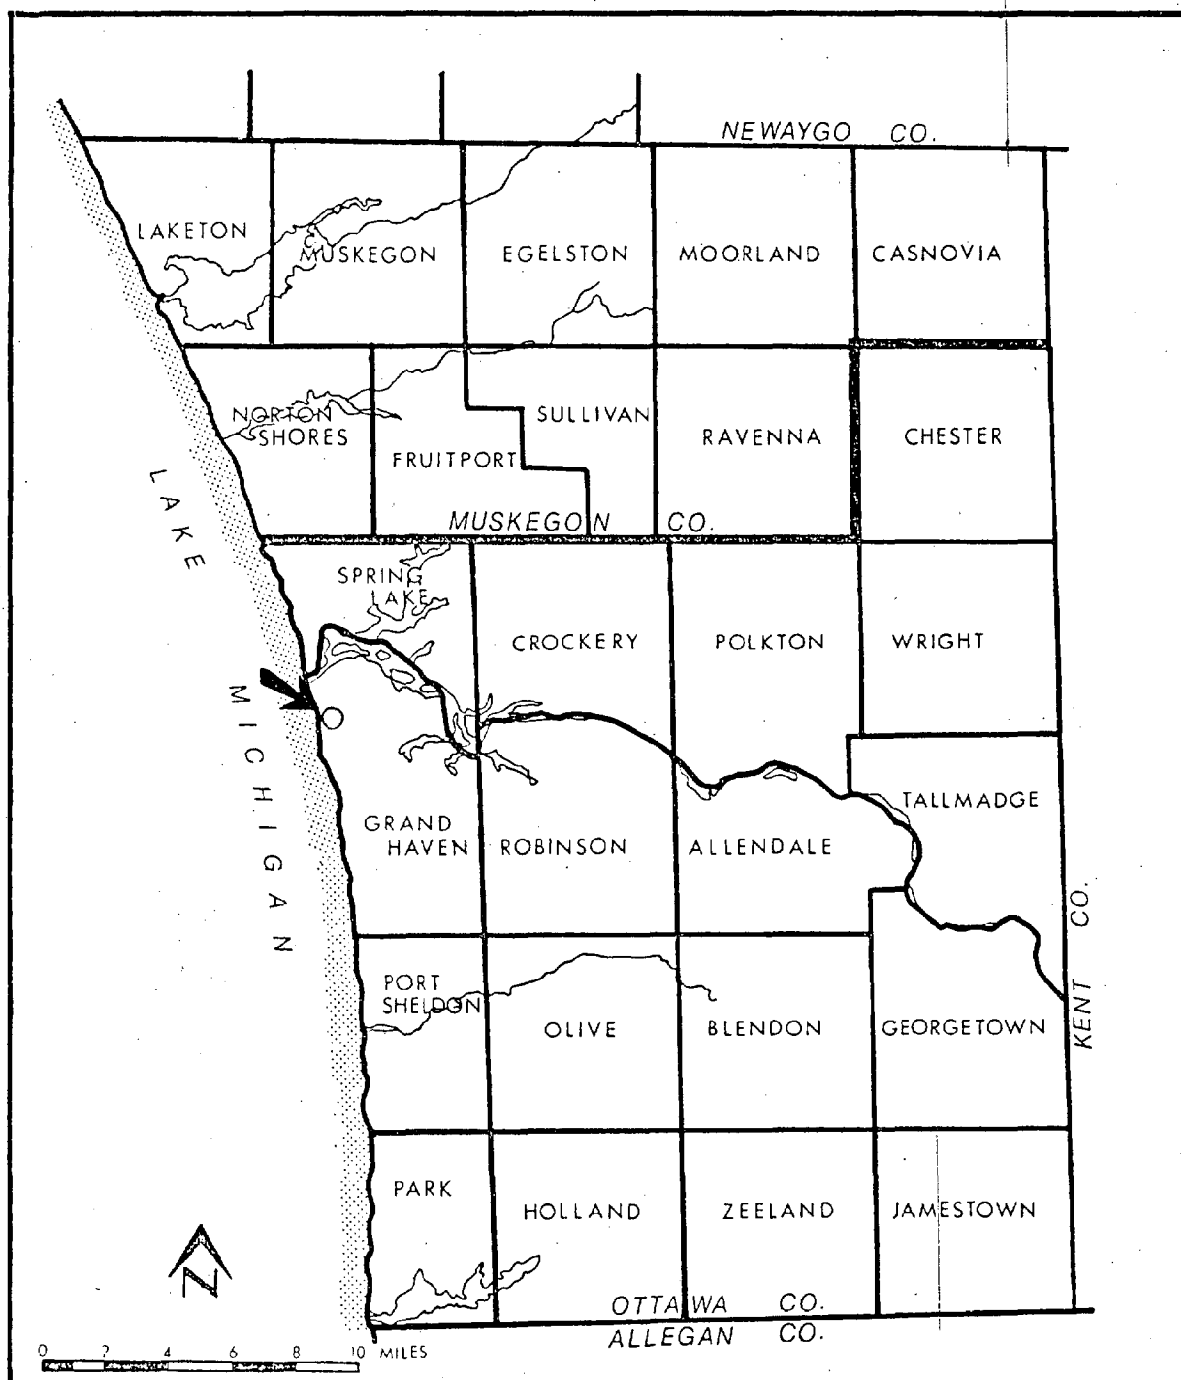 NEWAYGO CO.
LAKETON
MUSKEGON
EGELSTON
MOORLAND
CASNOVIA
NORTON
SHORES
FRUITPORT
SULLIVAN
RAVENNA
CHESTER
MUSKEGON CO.
LAKE
MICHIGAN
SPRING
LAKE
CROCKERY
POLKTON
WRIGHT
TALLMADGE
GRAND
HAVEN
ROBINSON
ALLENDALE
KENT CO.
PORT
SHELDON
OLIVE
BLENDON
GEORGETOWN
PARK
HOLLAND
ZEELAND
JAMESTOWN
N
OTTAWA CO.
ALLEGAN CO.
0 2 4 6 8 10 MILES